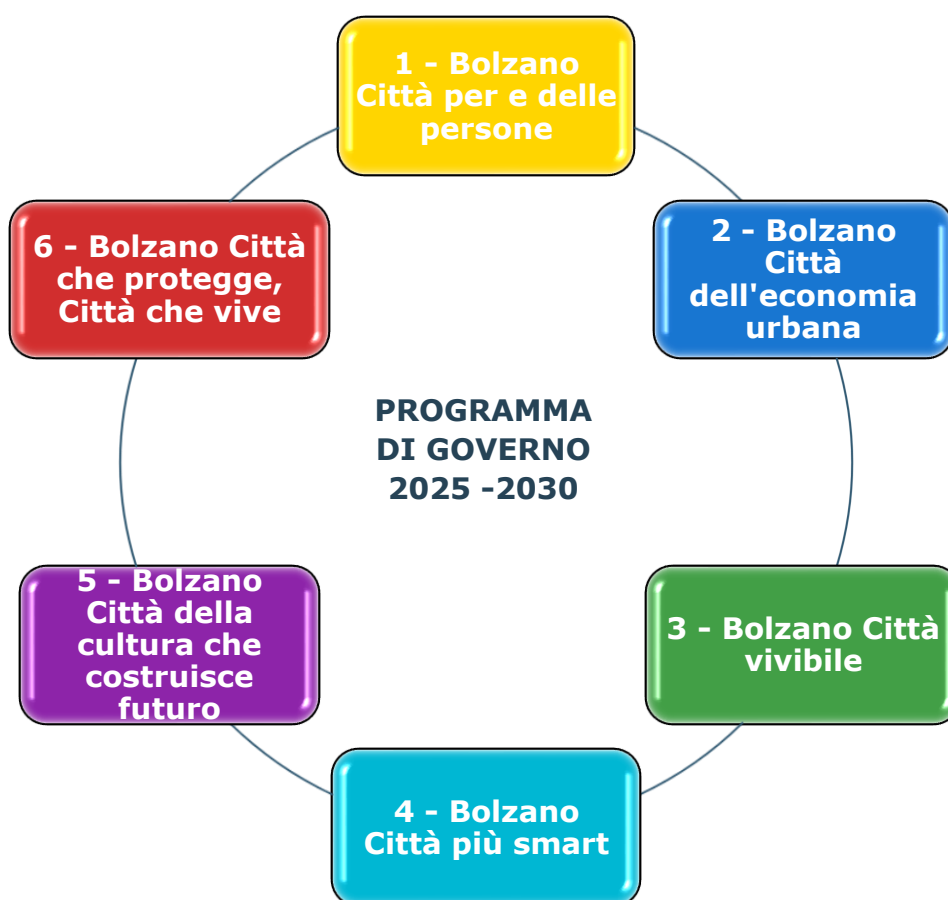 1 - Bolzano
Città per e delle
persone
2 - Bolzano
Città
dell'economia
urbana
3 - Bolzano Città
vivibile
4 - Bolzano
Città più smart
5 - Bolzano
Città della
cultura che
costruisce
futuro
6 - Bolzano Città
che protegge,
Città che vive
PROGRAMMA
DI GOVERNO
2025 -2030